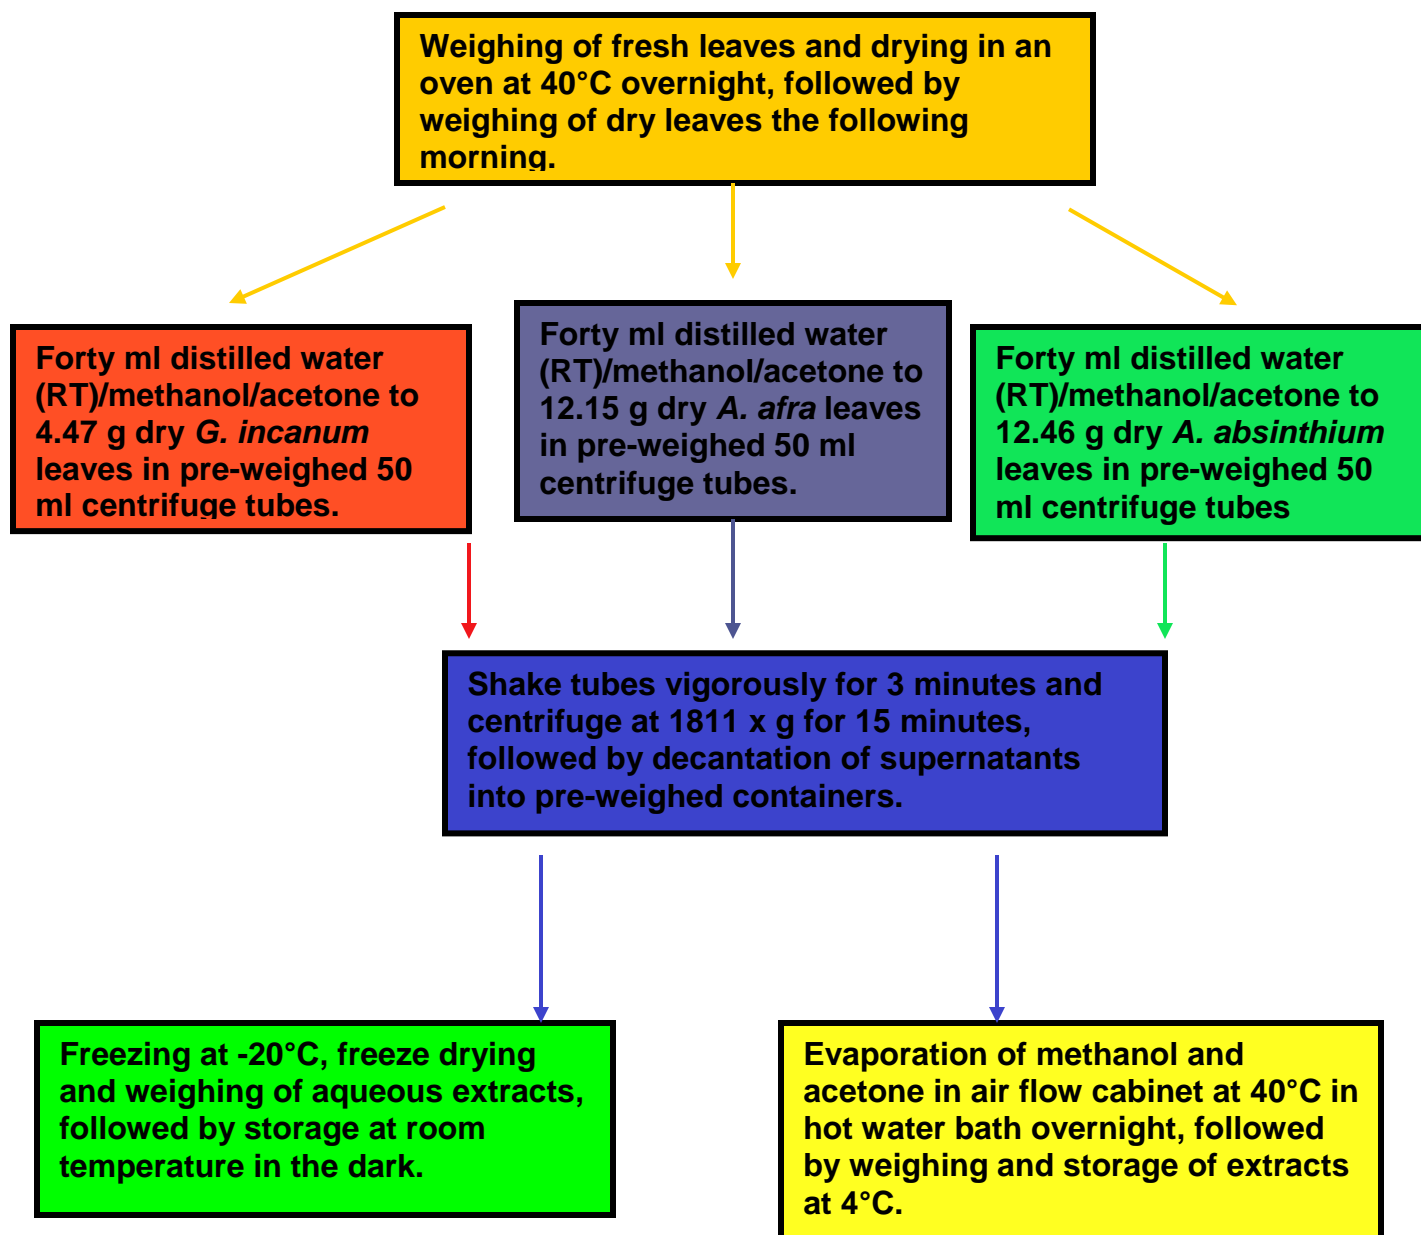 Weighing of fresh leaves and drying in an
oven at 40°C overnight, followed by
weighing of dry leaves the following
morning.
Forty ml distilled water
(RT)/methanol/acetone to
4.47 g dry G. incanum
leaves in pre-weighed 50
ml centrifuge tubes.
Forty ml distilled water
(RT)/methanol/acetone to
12.15 g dry A. afra leaves
in pre-weighed 50 ml
centrifuge tubes.
Forty ml distilled water
(RT)/methanol/acetone to
12.46 g dry A. absinthium
leaves in pre-weighed 50
ml centrifuge tubes
Shake tubes vigorously for 3 minutes and
centrifuge at 1811 x g for 15 minutes,
followed by decantation of supernatants
into pre-weighed containers.
Freezing at -20°C, freeze drying
and weighing of aqueous extracts,
followed by storage at room
temperature in the dark.
Evaporation of methanol and
acetone in air flow cabinet at 40°C in
hot water bath overnight, followed
by weighing and storage of extracts
at 4°C.